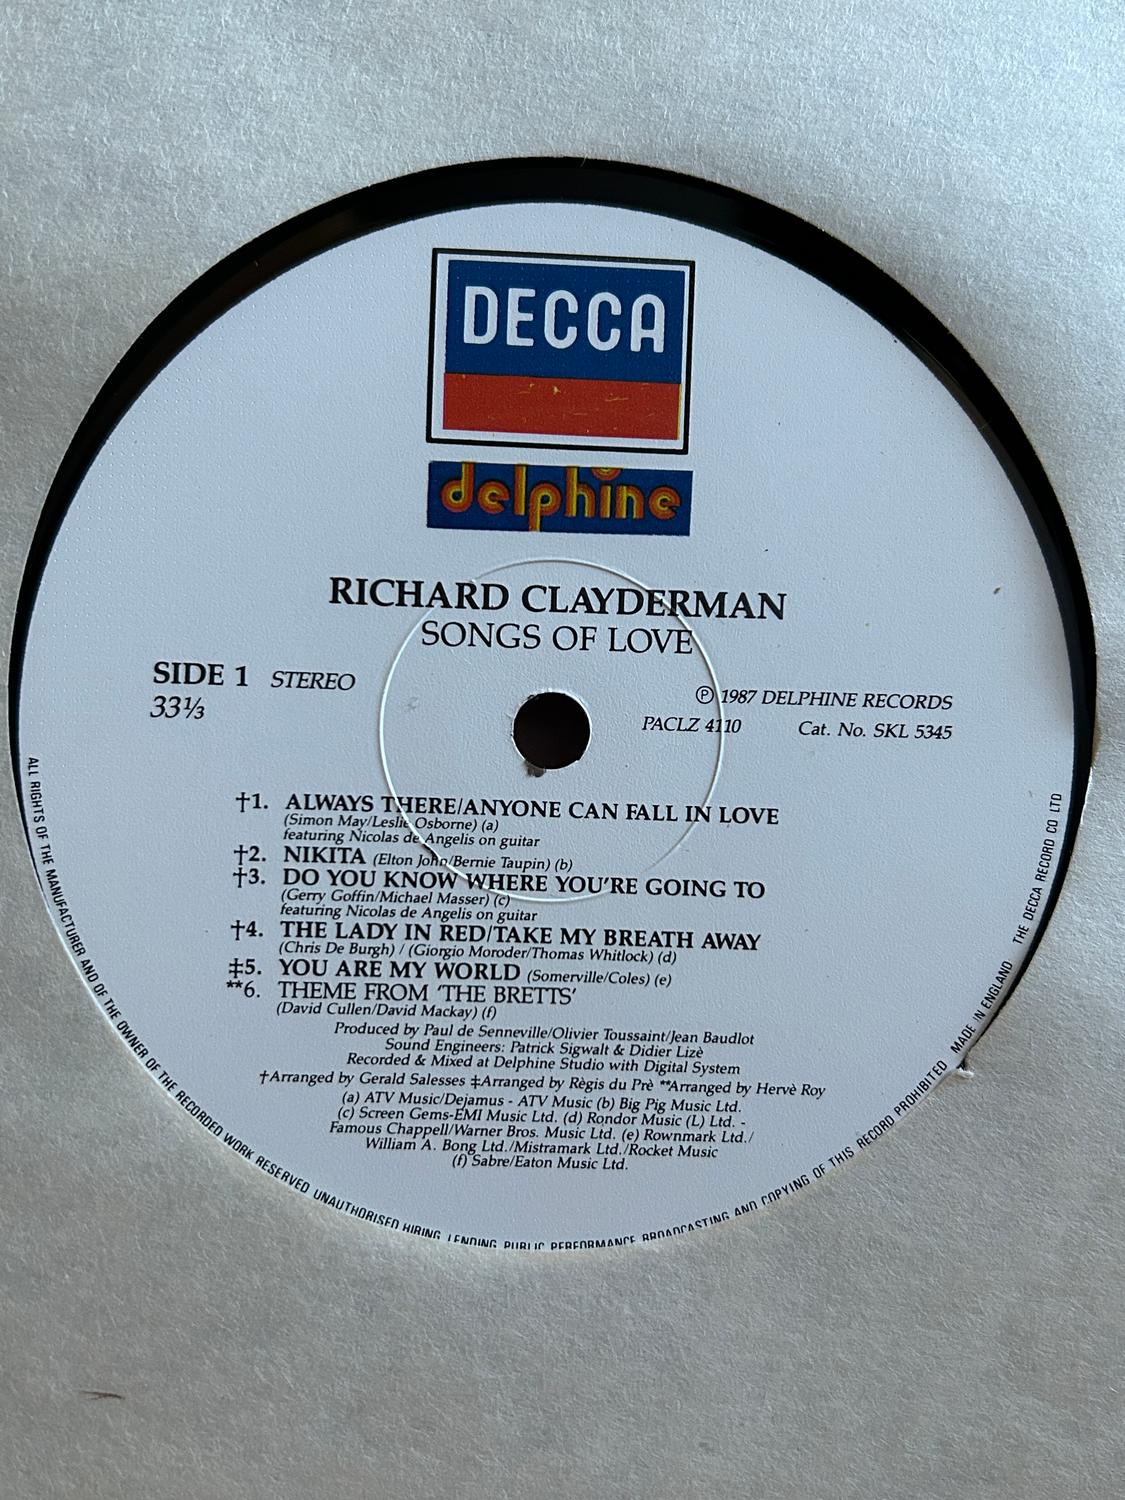 DECCA
delphine
RICHARD CLAYDERMAN
SONGS OF LOVE
SIDE 1 STEREO
33⅓
℗ 1987 DELPHINE RECORDS
PACLZ 4110 Cat. No. SKL 5345
†1. ALWAYS THERE/ANYONE CAN FALL IN LOVE
(Simon May/Leslie Osborne) (a)
featuring Nicolas de Angelis on guitar
†2. NIKITA (Elton John/Bernie Taupin) (b)
†3. DO YOU KNOW WHERE YOU'RE GOING TO
(Gerry Goffin/Michael Masser) (c)
featuring Nicolas de Angelis on guitar
†4. THE LADY IN RED/TAKE MY BREATH AWAY
(Chris De Burgh) / (Giorgio Moroder/Thomas Whitlock) (d)
‡5. YOU ARE MY WORLD (Somerville/Coles) (e)
**6. THEME FROM 'THE BRETTS'
(David Cullen/David Mackay) (f)
Produced by Paul de Senneville/Olivier Toussaint/Jean Baudlot
Sound Engineers: Patrick Sigwalt & Didier Lizè
Recorded & Mixed at Delphine Studio with Digital System
†Arranged by Gerald Salesses ‡Arranged by Règis du Prè **Arranged by Hervè Roy
(a) ATV Music/Dejamus - ATV Music (b) Big Pig Music Ltd.
(c) Screen Gems-EMI Music Ltd. (d) Rondor Music (L) Ltd. -
Famous Chappell/Warner Bros. Music Ltd. (e) Rownmark Ltd./
William A. Bong Ltd./Mistramark Ltd./Rocket Music
(f) Sabre/Eaton Music Ltd.
ALL RIGHTS OF THE MANUFACTURER AND OF THE OWNER OF THE RECORDED WORK RESERVED UNAUTHORISED HIRING LENDING PUBLIC PERFORMANCE BROADCASTING AND COPYING OF THIS RECORD PROHIBITED MADE IN ENGLAND THE DECCA RECORD CO LTD